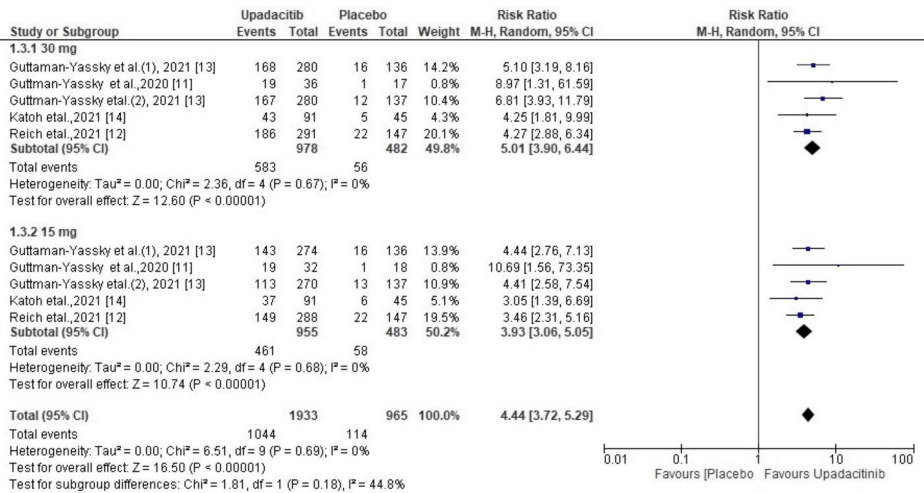 Upadacitib Placebo Risk Ratio Risk Ratio
Study or Subgroup Events Total Events Total Weight M-H, Random, 95% CI M-H, Random, 95% CI
1.3.1 30 mg
Guttaman-Yassky et al.(1), 2021 [13] 168 280 16 136 14.2% 5.10 [3.19, 8.16]
Guttman-Yassky et al.,2020 [11] 19 36 1 17 0.8% 8.97 [1.31, 61.59]
Guttman-Yassky etal.(2), 2021 [13] 167 280 12 137 10.4% 6.81 [3.93, 11.79]
Katoh etal.,2021 [14] 43 91 5 45 4.3% 4.25 [1.81, 9.99]
Reich etal.,2021 [12] 186 291 22 147 20.1% 4.27 [2.88, 6.34]
Subtotal (95% CI) 978 482 49.8% 5.01 [3.90, 6.44]
Total events 583 56
Heterogeneity: Tau² = 0.00; Chi² = 2.36, df = 4 (P = 0.67); I² = 0%
Test for overall effect: Z = 12.60 (P < 0.00001)
1.3.2 15 mg
Guttaman-Yassky et al.(1), 2021 [13] 143 274 16 136 13.9% 4.44 [2.76, 7.13]
Guttman-Yassky et al.,2020 [11] 19 32 1 18 0.8% 10.69 [1.56, 73.35]
Guttman-Yassky etal.(2), 2021 [13] 113 270 13 137 10.9% 4.41 [2.58, 7.54]
Katoh etal.,2021 [14] 37 91 6 45 5.1% 3.05 [1.39, 6.69]
Reich etal.,2021 [12] 149 288 22 147 19.5% 3.46 [2.31, 5.16]
Subtotal (95% CI) 955 483 50.2% 3.93 [3.06, 5.05]
Total events 461 58
Heterogeneity: Tau² = 0.00; Chi² = 2.29, df = 4 (P = 0.68); I² = 0%
Test for overall effect: Z = 10.74 (P < 0.00001)
Total (95% CI) 1933 965 100.0% 4.44 [3.72, 5.29]
Total events 1044 114
Heterogeneity: Tau² = 0.00; Chi² = 6.51, df = 9 (P = 0.69); I² = 0%
Test for overall effect: Z = 16.50 (P < 0.00001)
Test for subgroup differences: Chi² = 1.81, df = 1 (P = 0.18), I² = 44.8%
0.01 0.1 1 10 100
Favours [Placebo Favours Upadacitinib